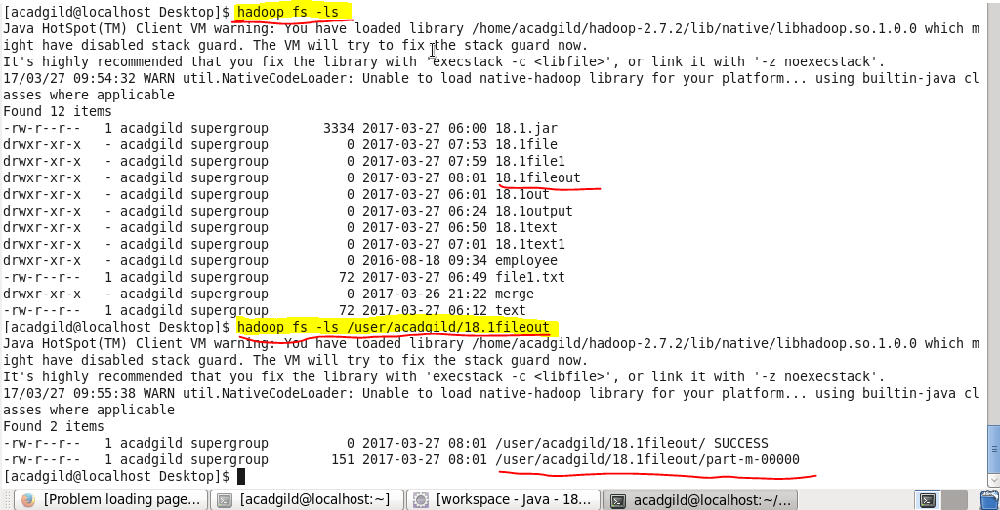 [acadgild@localhost Desktop]$ hadoop fs -ls
Java HotSpot(TM) Client VM warning: You have loaded library /home/acadgild/hadoop-2.7.2/lib/native/libhadoop.so.1.0.0 which m
ight have disabled stack guard. The VM will try to fix the stack guard now.
It's highly recommended that you fix the library with 'execstack -c <libfile>', or link it with '-z noexecstack'.
17/03/27 09:54:32 WARN util.NativeCodeLoader: Unable to load native-hadoop library for your platform... using builtin-java cl
asses where applicable
Found 12 items
-rw-r--r--   1 acadgild supergroup       3334 2017-03-27 06:00 18.1.jar
drwxr-xr-x   - acadgild supergroup          0 2017-03-27 07:53 18.1file
drwxr-xr-x   - acadgild supergroup          0 2017-03-27 07:59 18.1file1
drwxr-xr-x   - acadgild supergroup          0 2017-03-27 08:01 18.1fileout
drwxr-xr-x   - acadgild supergroup          0 2017-03-27 06:01 18.1out
drwxr-xr-x   - acadgild supergroup          0 2017-03-27 06:24 18.1output
drwxr-xr-x   - acadgild supergroup          0 2017-03-27 06:50 18.1text
drwxr-xr-x   - acadgild supergroup          0 2017-03-27 07:01 18.1text1
drwxr-xr-x   - acadgild supergroup          0 2016-08-18 09:34 employee
-rw-r--r--   1 acadgild supergroup         72 2017-03-27 06:49 file1.txt
drwxr-xr-x   - acadgild supergroup          0 2017-03-26 21:22 merge
-rw-r--r--   1 acadgild supergroup         72 2017-03-27 06:12 text
[acadgild@localhost Desktop]$ hadoop fs -ls /user/acadgild/18.1fileout
Java HotSpot(TM) Client VM warning: You have loaded library /home/acadgild/hadoop-2.7.2/lib/native/libhadoop.so.1.0.0 which m
ight have disabled stack guard. The VM will try to fix the stack guard now.
It's highly recommended that you fix the library with 'execstack -c <libfile>', or link it with '-z noexecstack'.
17/03/27 09:55:38 WARN util.NativeCodeLoader: Unable to load native-hadoop library for your platform... using builtin-java cl
asses where applicable
Found 2 items
-rw-r--r--   1 acadgild supergroup          0 2017-03-27 08:01 /user/acadgild/18.1fileout/_SUCCESS
-rw-r--r--   1 acadgild supergroup        151 2017-03-27 08:01 /user/acadgild/18.1fileout/part-m-00000
[acadgild@localhost Desktop]$
[Problem loading page... [acadgild@localhost:~] [workspace - Java - 18... acadgild@localhost:~/...